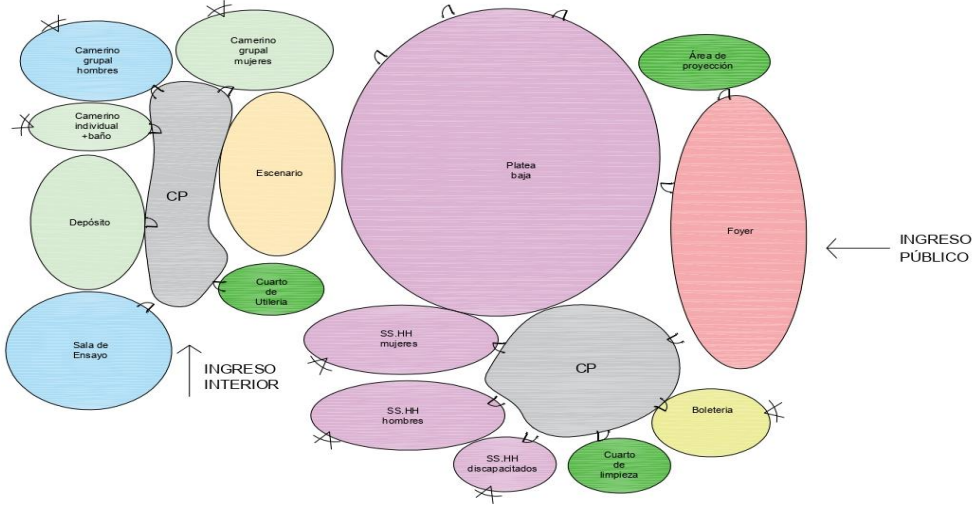 Camerino
grupal
hombres
Camerino
grupal
mujeres
Camerino
individual
+baño
CP
Escenario
Depósito
Cuarto
de
Utileria
Sala de
Ensayo
INGRESO
INTERIOR
Platea
baja
Área de
proyección
Foyer
INGRESO
PÚBLICO
SS.HH
mujeres
CP
SS.HH
hombres
Boleteria
SS.HH
discapacitados
Cuarto
de
limpieza